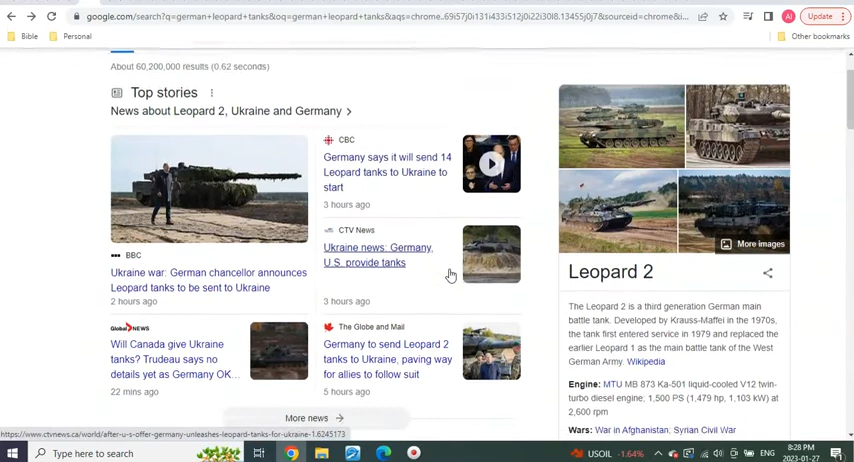 google.com/search?q=german+leopard+tanks&oq=german+leopard+tanks&aqs=chrome..69i57j0i131i433i512j0i22i30l8.13455j0j7&sourceid=chrome&i...
Update
Bible
Personal
Other bookmarks
About 60,200,000 results (0.62 seconds)
Top stories
News about Leopard 2, Ukraine and Germany
BBC
Ukraine war: German chancellor announces
Leopard tanks to be sent to Ukraine
2 hours ago
CBC
Germany says it will send 14
Leopard tanks to Ukraine to
start
3 hours ago
CTV News
Ukraine news: Germany,
U.S. provide tanks
3 hours ago
Global NEWS
Will Canada give Ukraine
tanks? Trudeau says no
details yet as Germany OK...
22 mins ago
The Globe and Mail
Germany to send Leopard 2
tanks to Ukraine, paving way
for allies to follow suit
5 hours ago
More news
More images
Leopard 2
The Leopard 2 is a third generation German main
battle tank. Developed by Krauss-Maffei in the 1970s,
the tank first entered service in 1979 and replaced the
earlier Leopard 1 as the main battle tank of the West
German Army. Wikipedia
Engine: MTU MB 873 Ka-501 liquid-cooled V12 twin-
turbo diesel engine; 1,500 PS (1,479 hp, 1,103 kW) at
2,600 rpm
Wars: War in Afghanistan, Syrian Civil War
https://www.ctvnews.ca/world/after-u-s-offer-germany-unleashes-leopard-tanks-for-ukraine-1.6245173
Type here to search
USOIL -1.64%
ENG
8:28 PM
2023-01-27